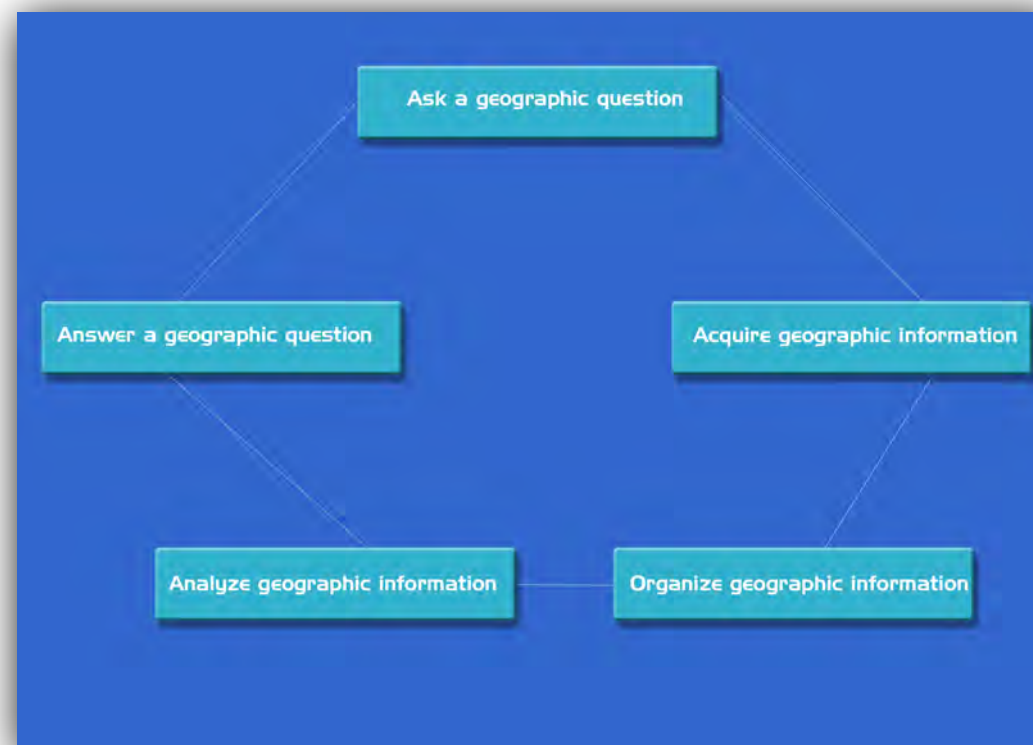 Ask a geographic question
Answer a geographic question
Acquire geographic information
Analyze geographic information
Organize geographic information